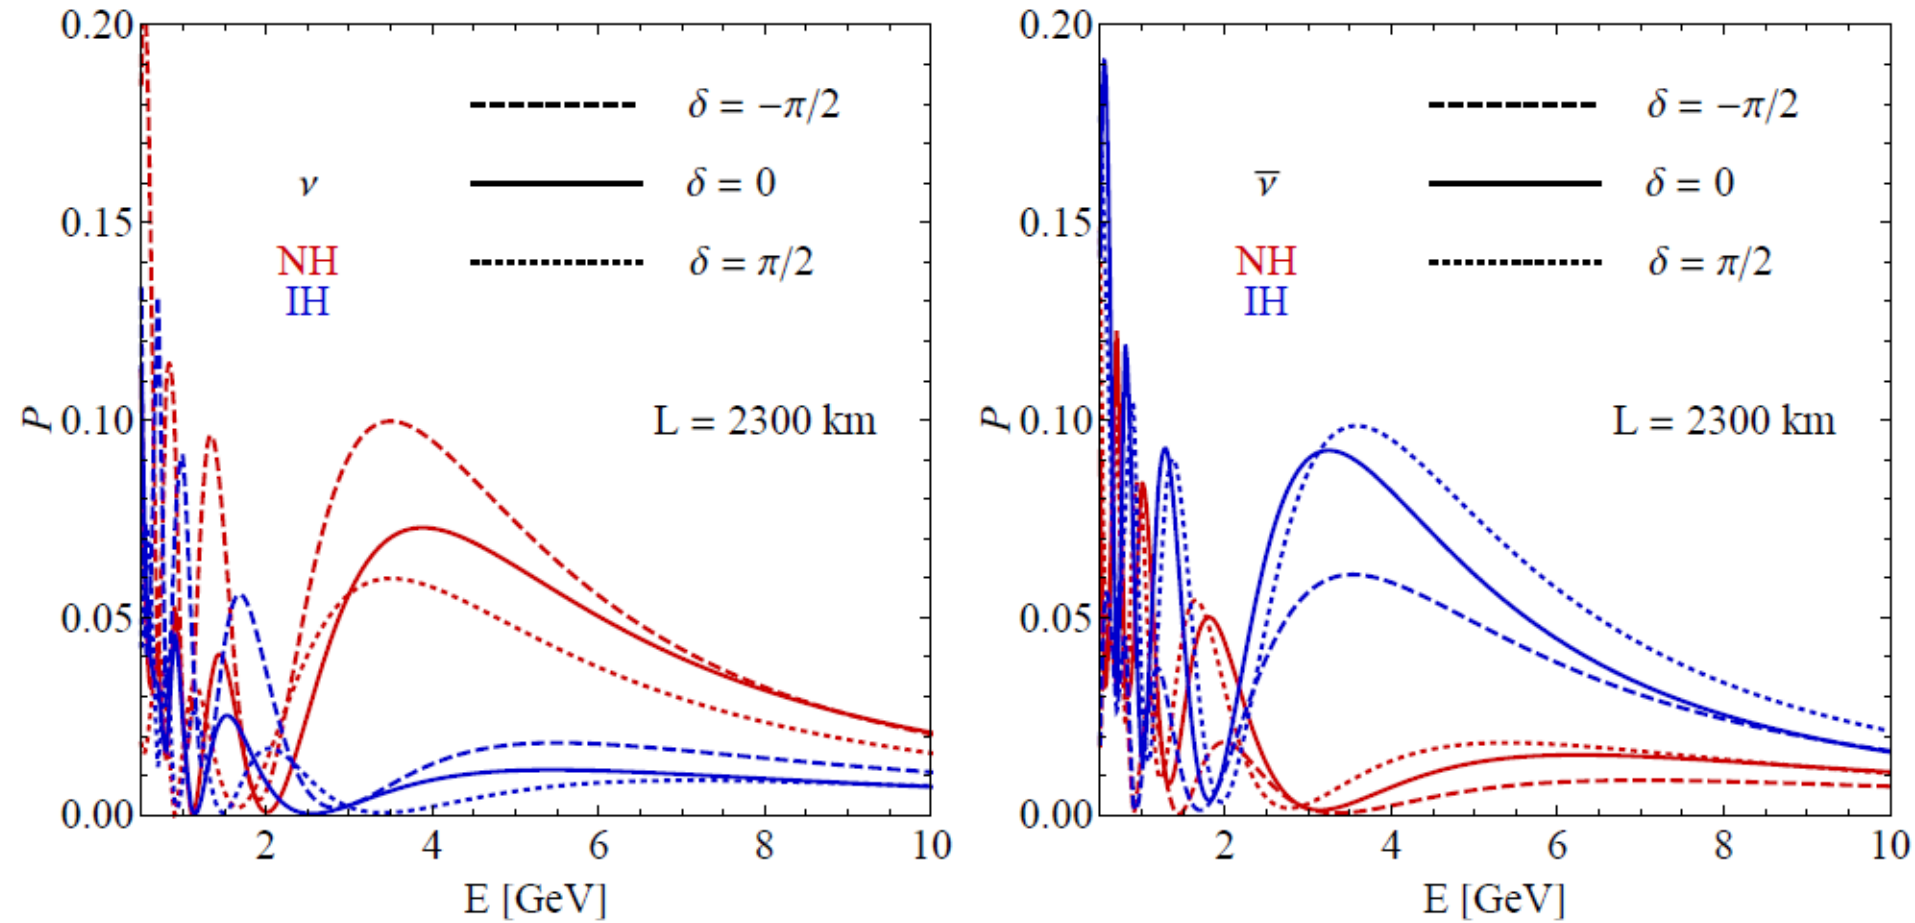 0.20
0.15
0.10
0.05
0.00
P
δ = −π/2
ν
δ = 0
NH
δ = π/2
IH
L = 2300 km
2 4 6 8 10
E [GeV]
0.20
0.15
0.10
0.05
0.00
P
δ = −π/2
ν̅
δ = 0
NH
δ = π/2
IH
L = 2300 km
2 4 6 8 10
E [GeV]